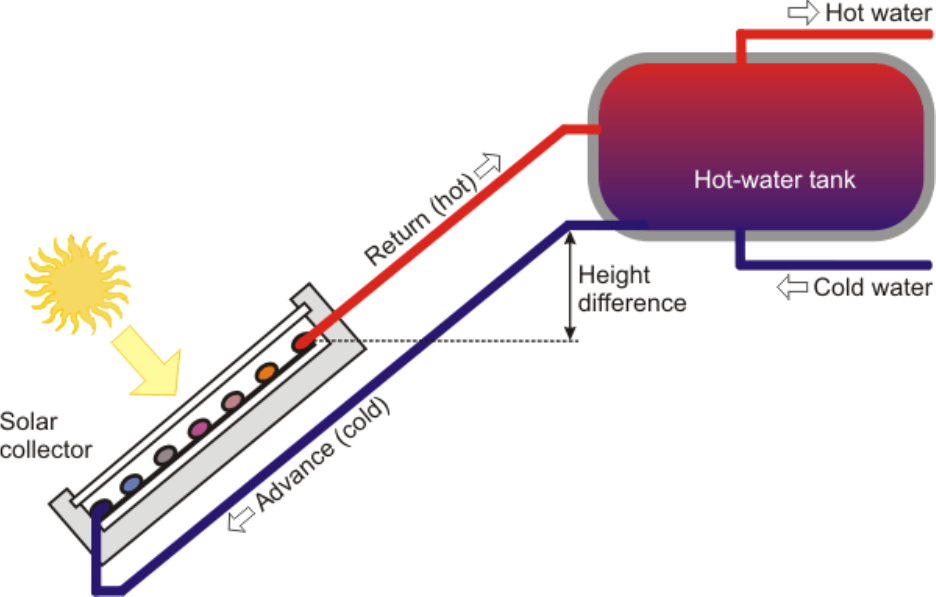 Hot water
Hot-water tank
Return (hot)
Height
difference
Cold water
Solar
collector
Advance (cold)